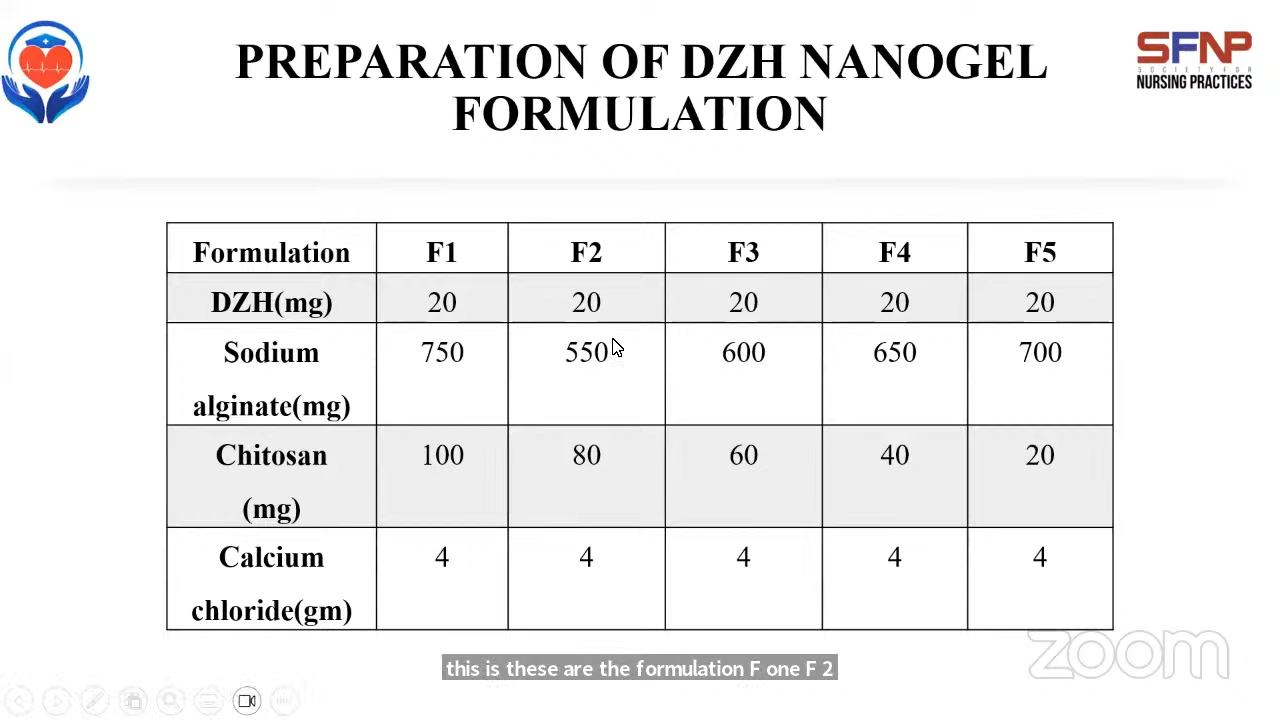 SFNP
SOCIETY FOR
NURSING PRACTICES
PREPARATION OF DZH NANOGEL
FORMULATION
Formulation F1 F2 F3 F4 F5
DZH(mg) 20 20 20 20 20
Sodium alginate(mg) 750 550 600 650 700
Chitosan (mg) 100 80 60 40 20
Calcium chloride(gm) 4 4 4 4 4
zoom
this is these are the formulation F one F 2